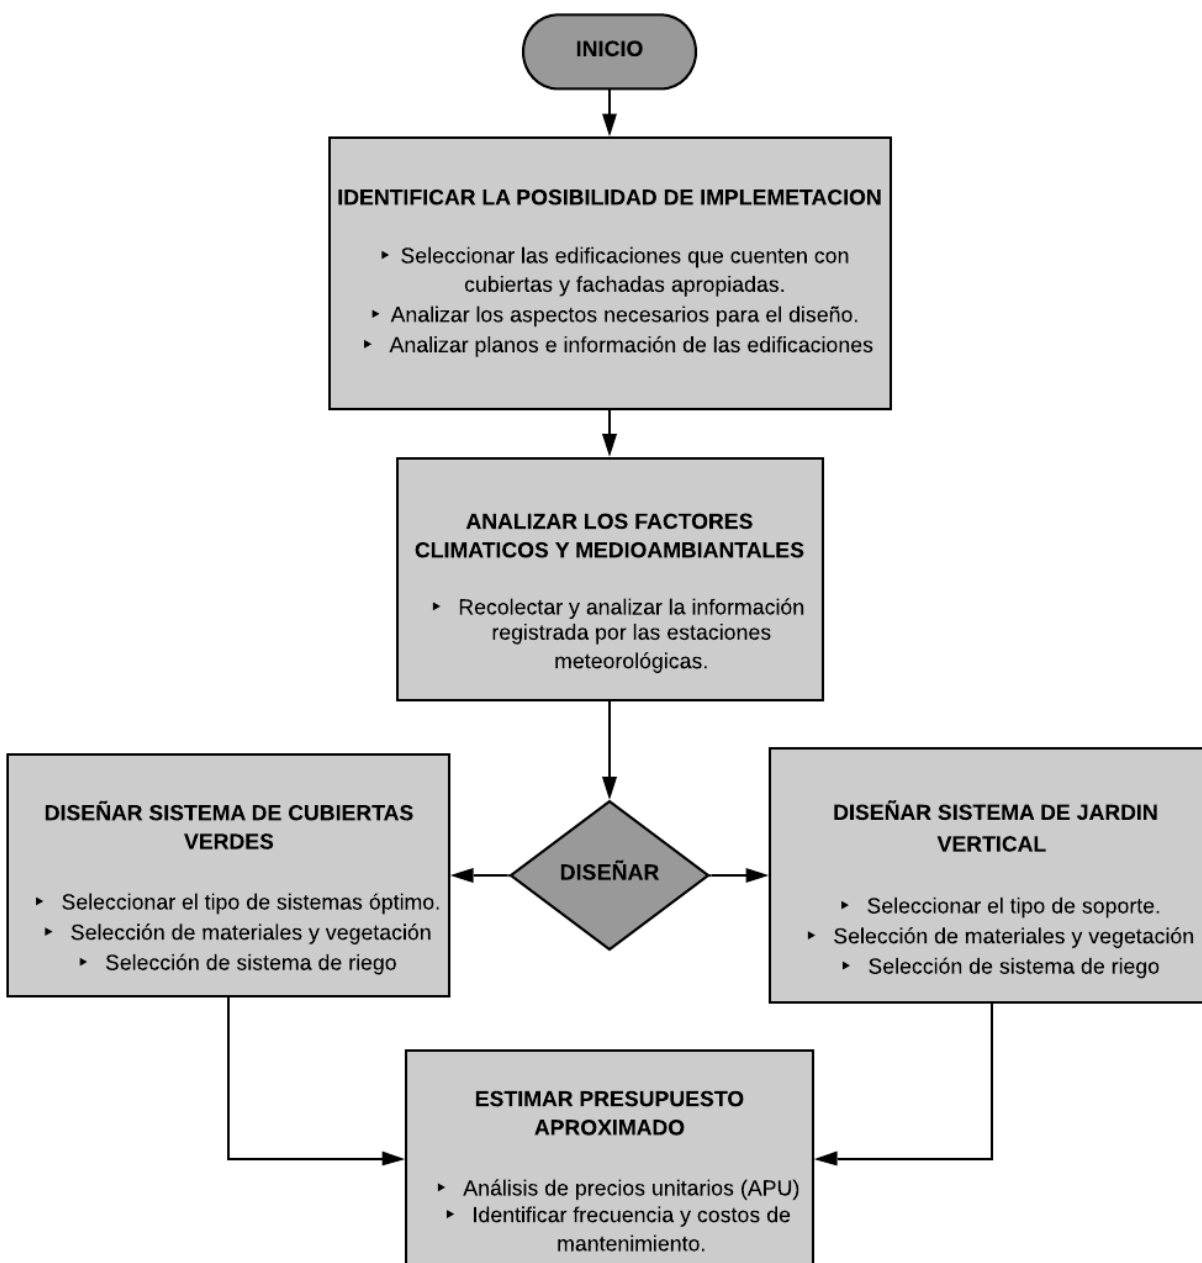 INICIO
IDENTIFICAR LA POSIBILIDAD DE IMPLEMETACION
‣ Seleccionar las edificaciones que cuenten con
cubiertas y fachadas apropiadas.
‣ Analizar los aspectos necesarios para el diseño.
‣ Analizar planos e información de las edificaciones
ANALIZAR LOS FACTORES
CLIMATICOS Y MEDIOAMBIANTALES
‣ Recolectar y analizar la información
registrada por las estaciones
meteorológicas.
DISEÑAR SISTEMA DE CUBIERTAS
VERDES
‣ Seleccionar el tipo de sistemas óptimo.
‣ Selección de materiales y vegetación
‣ Selección de sistema de riego
DISEÑAR
DISEÑAR SISTEMA DE JARDIN
VERTICAL
‣ Seleccionar el tipo de soporte.
‣ Selección de materiales y vegetación
‣ Selección de sistema de riego
ESTIMAR PRESUPUESTO
APROXIMADO
‣ Análisis de precios unitarios (APU)
‣ Identificar frecuencia y costos de
mantenimiento.